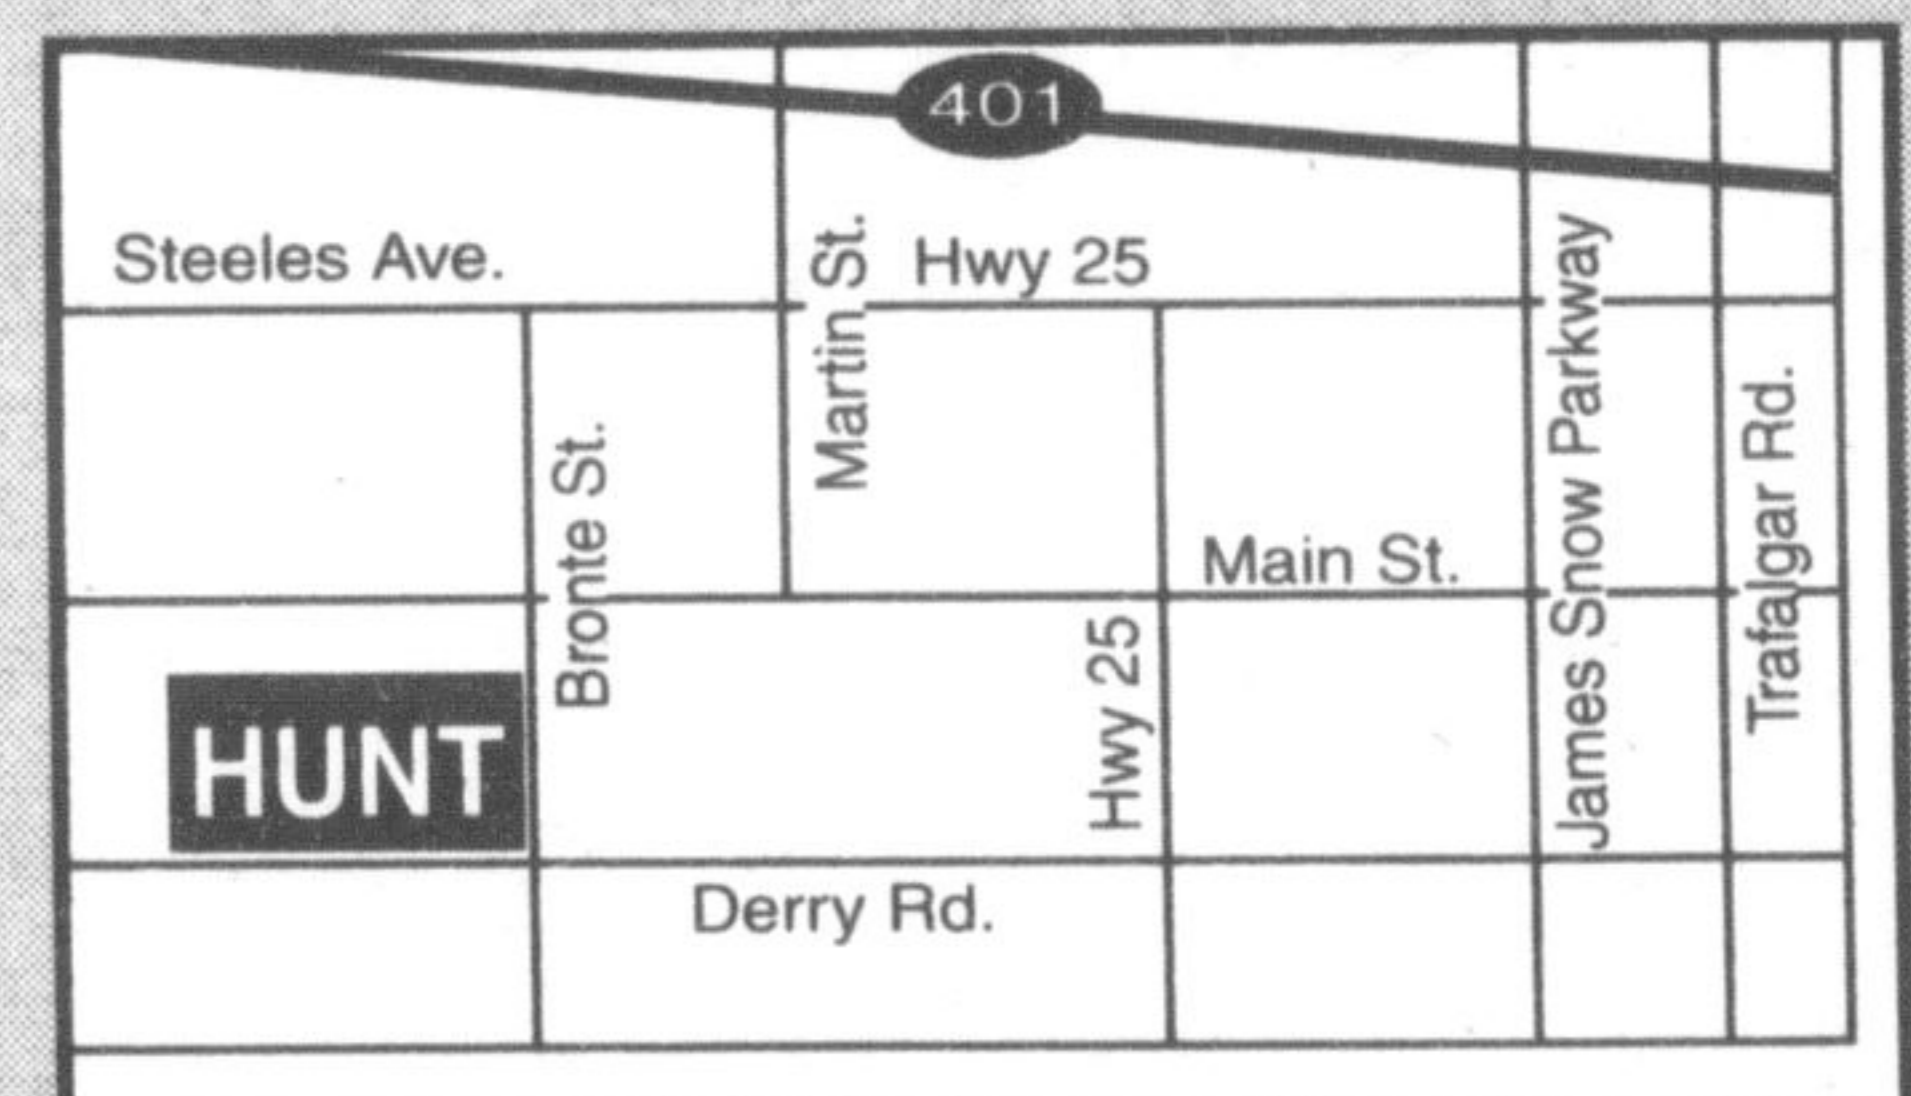 401
Steeles Ave.
Martin St.
Hwy 25
Bronte St.
Main St.
James Snow Parkway
Trafalgar Rd.
HUNT
Hwy 25
Derry Rd.